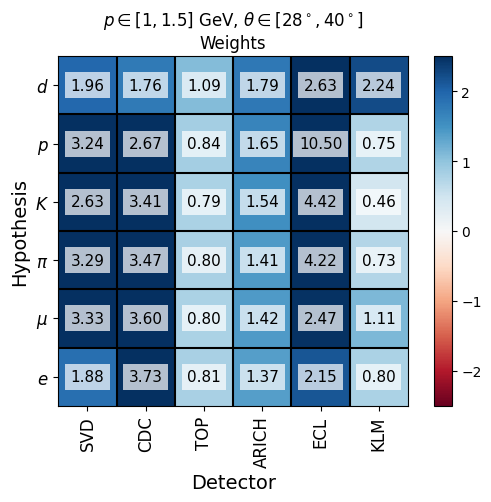 p ∈ [1, 1.5] GeV, θ ∈ [28°, 40°]
Weights
d 1.96 1.76 1.09 1.79 2.63 2.24
p 3.24 2.67 0.84 1.65 10.50 0.75
K 2.63 3.41 0.79 1.54 4.42 0.46
π 3.29 3.47 0.80 1.41 4.22 0.73
μ 3.33 3.60 0.80 1.42 2.47 1.11
e 1.88 3.73 0.81 1.37 2.15 0.80
Hypothesis
SVD CDC TOP ARICH ECL KLM
Detector
2
1
0
−1
−2